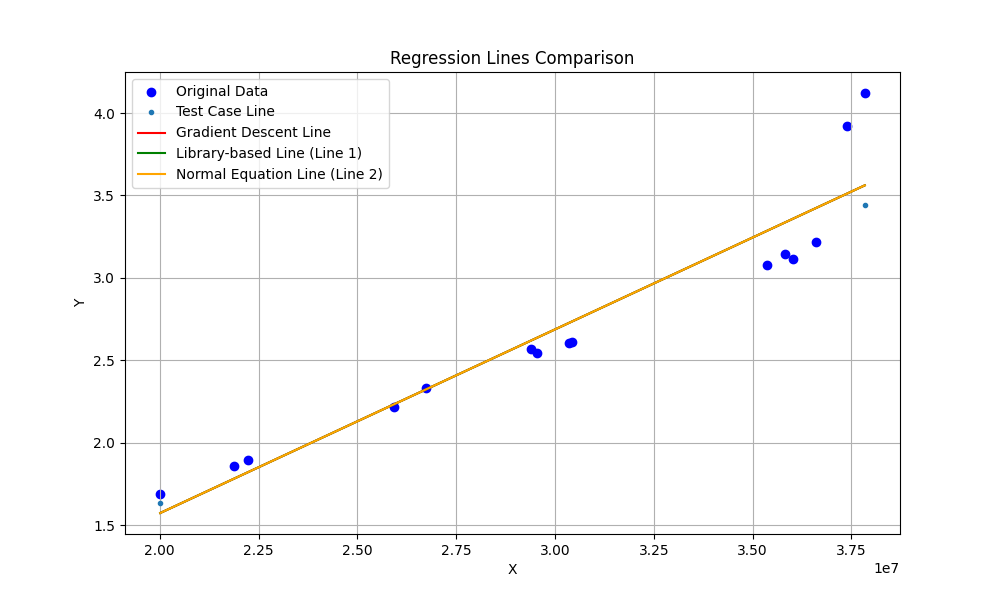 Regression Lines Comparison
Original Data
Test Case Line
Gradient Descent Line
Library-based Line (Line 1)
Normal Equation Line (Line 2)
4.0
3.5
3.0
2.5
2.0
1.5
Y
2.00 2.25 2.50 2.75 3.00 3.25 3.50 3.75
1e7
X